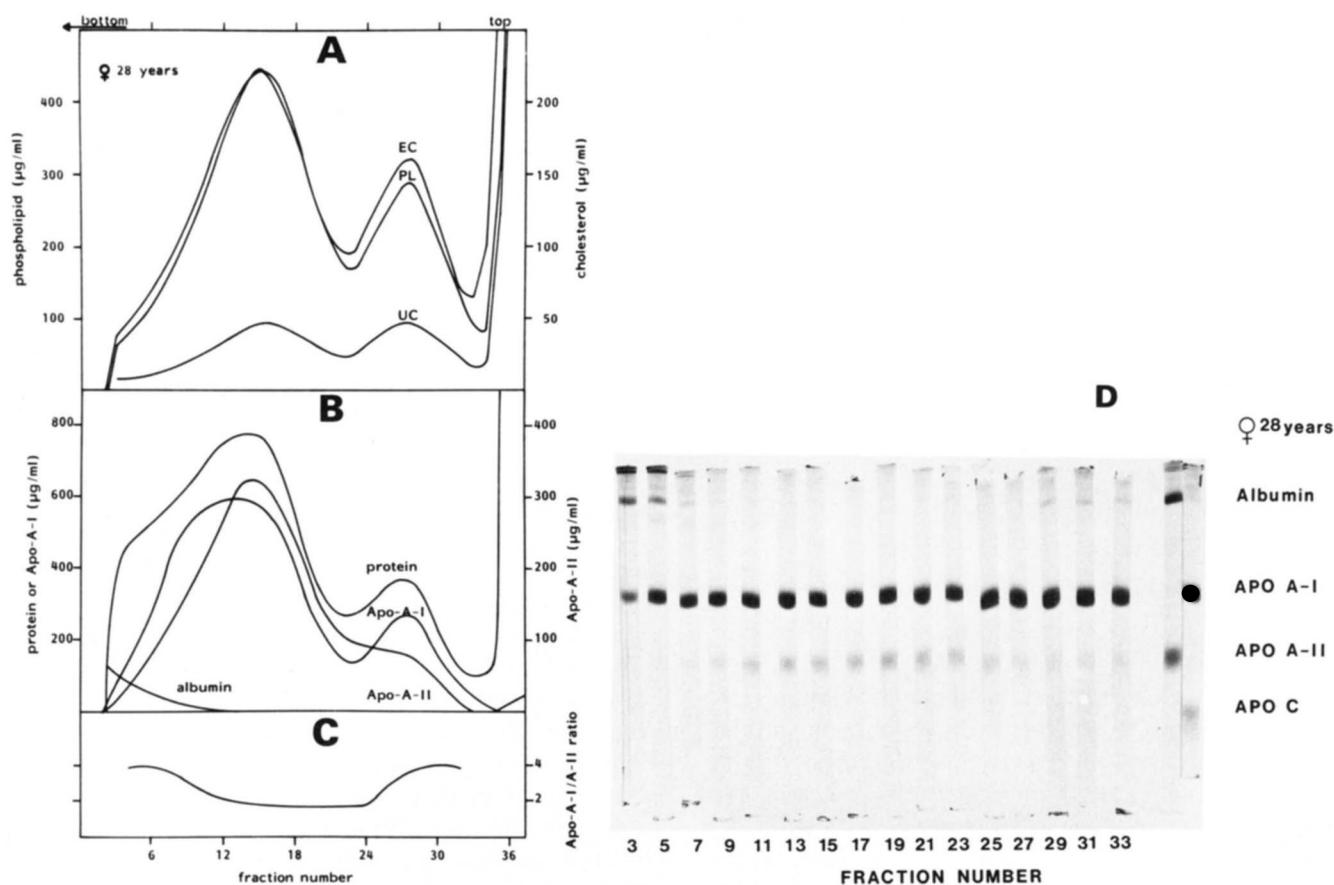 bottom top
A
♀ 28 years
400 200
EC
300 150
PL
200 100
UC
100 50
phospholipid (µg/ml)
cholesterol (µg/ml)
B
800 400
600 300
protein
400 200
Apo-A-I
200 100
albumin
Apo-A-II
protein or Apo-A-I (µg/ml)
Apo-A-II (µg/ml)
C
4
2
Apo-A-I/A-II ratio
6 12 18 24 30 36
fraction number
D
♀ 28years
Albumin
APO A-I
APO A-II
APO C
3 5 7 9 11 13 15 17 19 21 23 25 27 29 31 33
FRACTION NUMBER